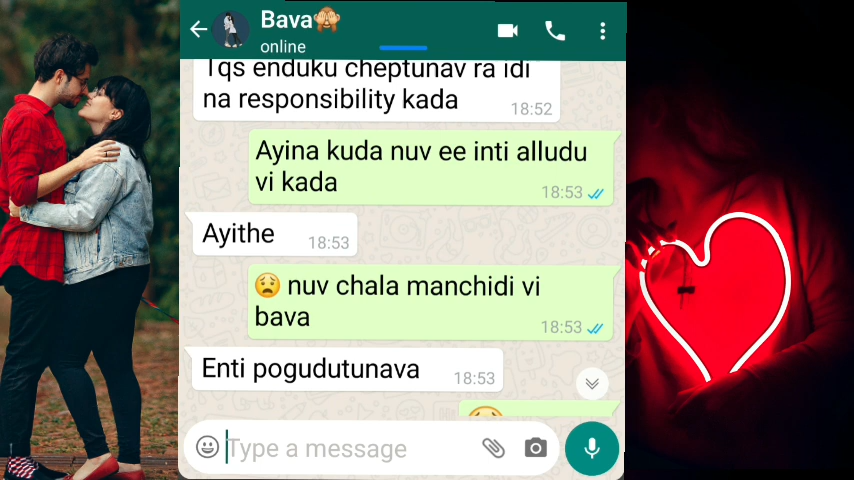 Bava🙈
online
Tqs enduku cheptunav ra idi
na responsibility kada
18:52
Ayina kuda nuv ee inti alludu
vi kada
18:53
Ayithe
18:53
😧 nuv chala manchidi vi
bava
18:53
Enti pogudutunava
18:53
Type a message